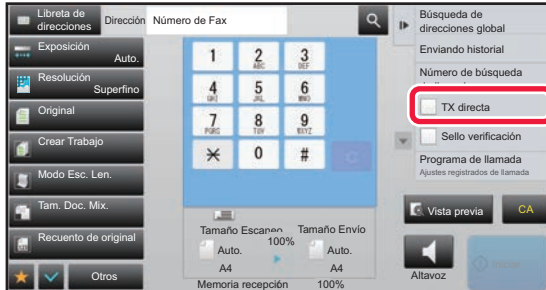 Libreta de
direcciones
Dirección
Número de Fax
Búsqueda de
direcciones global
Enviando historial
Número de búsqueda
TX directa
Sello verificación
Programa de llamada
Ajustes registrados de llamada
Exposición
Auto.
Resolución
Superfino
Original
Crear Trabajo
Modo Esc. Len.
Tam. Doc. Mix.
Recuento de original
Otros
1
2
ABC
3
DEF
4
GHI
5
JKL
6
MNO
7
PQRS
8
TUV
9
WXYZ
0
#
C
Tamaño Escaneo
Tamaño Envío
100%
Auto.
Auto.
A4
A4
Memoria recepción
100%
Vista previa
CA
Altavoz